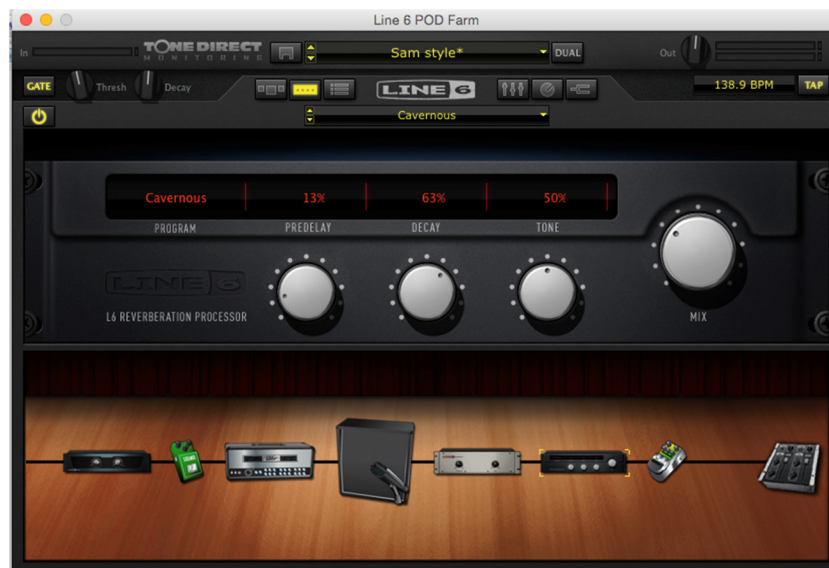 Line 6 POD Farm
In
TONE DIRECT
MONITORING
Sam style*
DUAL
Out
GATE
Thresh
Decay
LINE 6
138.9 BPM
TAP
Cavernous
Cavernous
13%
63%
50%
PROGRAM
PREDELAY
DECAY
TONE
LINE 6
L6 REVERBERATION PROCESSOR
MIX